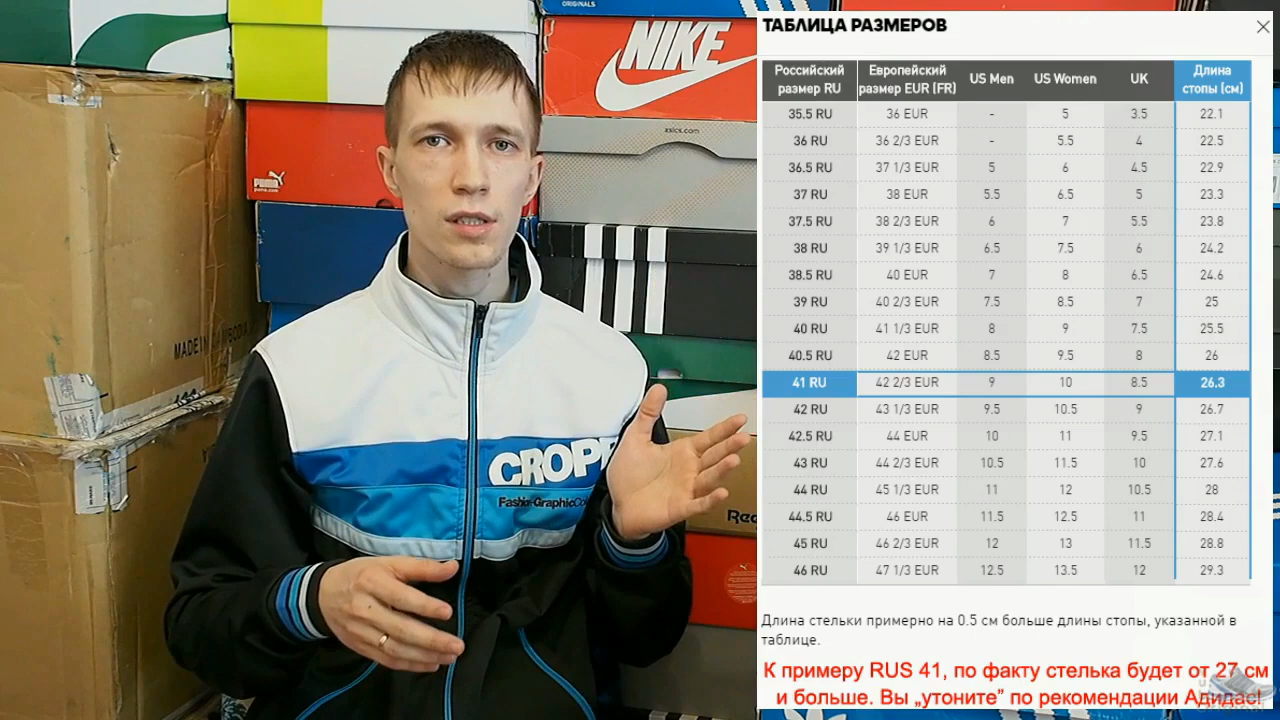 ORIGINALS
NIKE
PUMA
puma.com
asics.com
MADE IN CAMBODIA
CROPP
Fashion-Graphic
ТАБЛИЦА РАЗМЕРОВ
Российский размер RU Европейский размер EUR (FR) US Men US Women UK Длина стопы (см)
35.5 RU 36 EUR - 5 3.5 22.1
36 RU 36 2/3 EUR - 5.5 4 22.5
36.5 RU 37 1/3 EUR 5 6 4.5 22.9
37 RU 38 EUR 5.5 6.5 5 23.3
37.5 RU 38 2/3 EUR 6 7 5.5 23.8
38 RU 39 1/3 EUR 6.5 7.5 6 24.2
38.5 RU 40 EUR 7 8 6.5 24.6
39 RU 40 2/3 EUR 7.5 8.5 7 25
40 RU 41 1/3 EUR 8 9 7.5 25.5
40.5 RU 42 EUR 8.5 9.5 8 26
41 RU 42 2/3 EUR 9 10 8.5 26.3
42 RU 43 1/3 EUR 9.5 10.5 9 26.7
42.5 RU 44 EUR 10 11 9.5 27.1
43 RU 44 2/3 EUR 10.5 11.5 10 27.6
44 RU 45 1/3 EUR 11 12 10.5 28
44.5 RU 46 EUR 11.5 12.5 11 28.4
45 RU 46 2/3 EUR 12 13 11.5 28.8
46 RU 47 1/3 EUR 12.5 13.5 12 29.3
Длина стельки примерно на 0.5 см больше длины стопы, указанной в
таблице.
К примеру RUS 41, по факту стелька будет от 27 см
и больше. Вы „утоните” по рекомендации Адидас!